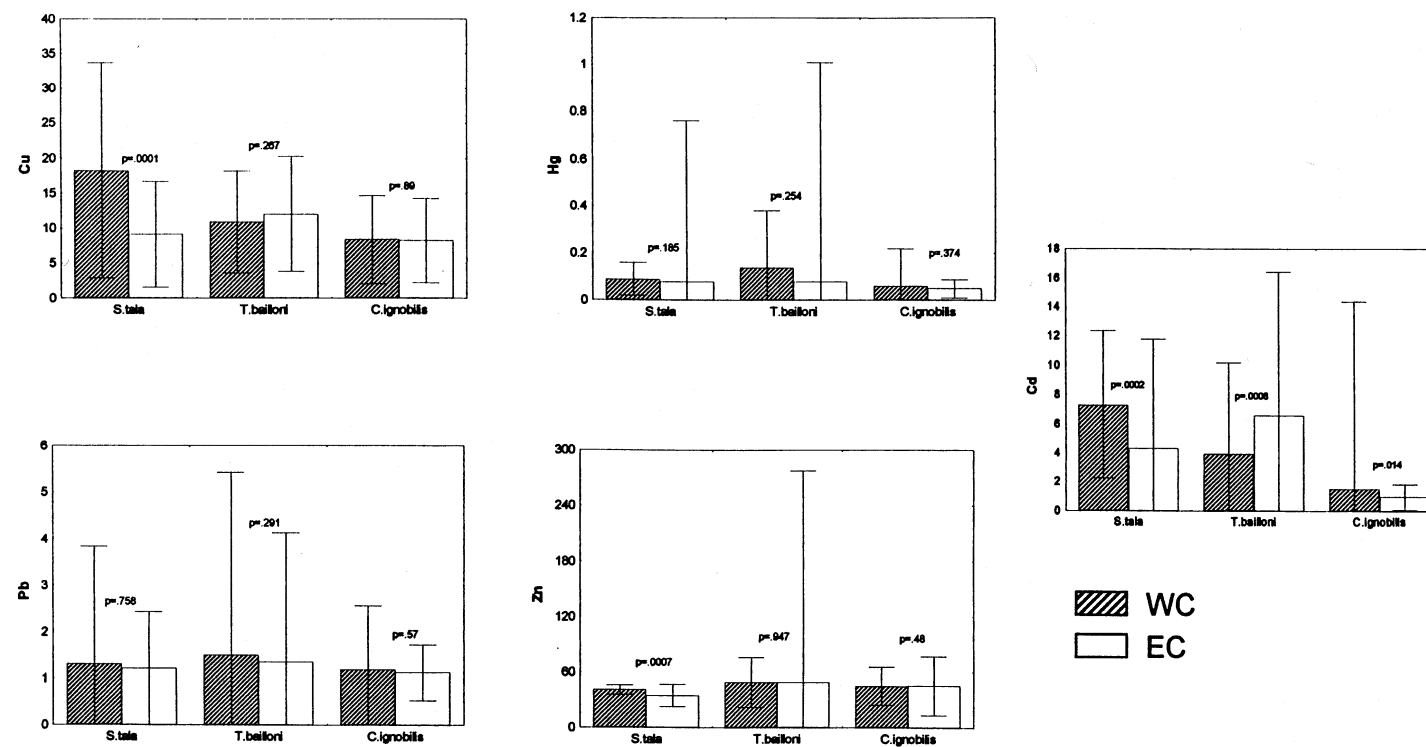 Cu
40
35
30
25
20
15
10
5
0
p=.0001
p=.267
p=.89
S.tala
T.bailloni
C.ignobilis
Hg
1.2
1
0.8
0.6
0.4
0.2
0
p=.185
p=.254
p=.374
S.tala
T.bailloni
C.ignobilis
Cd
18
16
14
12
10
8
6
4
2
0
p=.0002
p=.0008
p=.014
S.tala
T.bailloni
C.ignobilis
Pb
6
5
4
3
2
1
0
p=.758
p=.291
p=.57
S.tala
T.bailloni
C.ignobilis
Zn
300
240
180
120
60
0
p=.0007
p=.947
p=.48
S.tala
T.bailloni
C.ignobilis
WC
EC